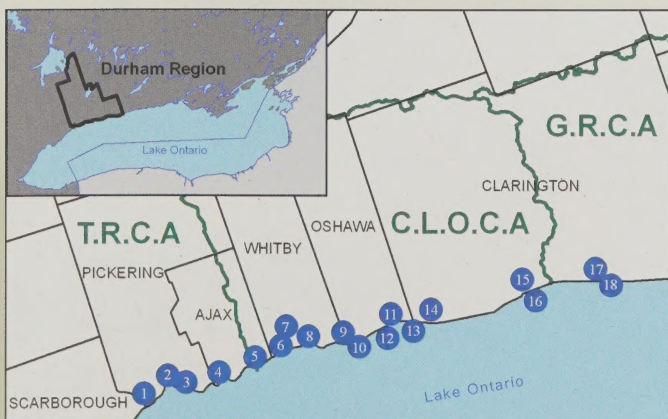 Durham Region
Lake Ontario
G.R.C.A
CLARINGTON
T.R.C.A
C.L.O.C.A
OSHAWA
WHITBY
PICKERING
AJAX
17
15
18
16
14
11
7
13
9
8
12
6
10
5
4
2
3
1
SCARBOROUGH
Lake Ontario